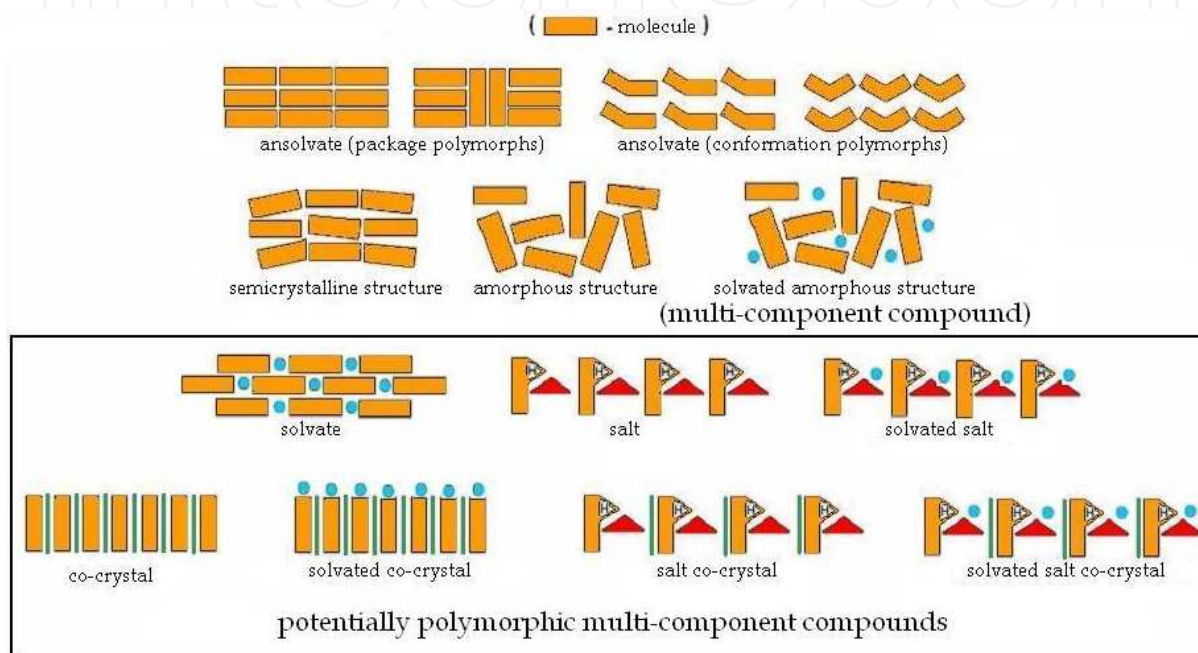 ( - molecule )
ansolvate (package polymorphs)
ansolvate (conformation polymorphs)
semicrystalline structure
amorphous structure
solvated amorphous structure
(multi-component compound)
solvate
salt
solvated salt
H H H H
H H H H
co-crystal
solvated co-crystal
salt co-crystal
solvated salt co-crystal
H H H H
H H H H
potentially polymorphic multi-component compounds